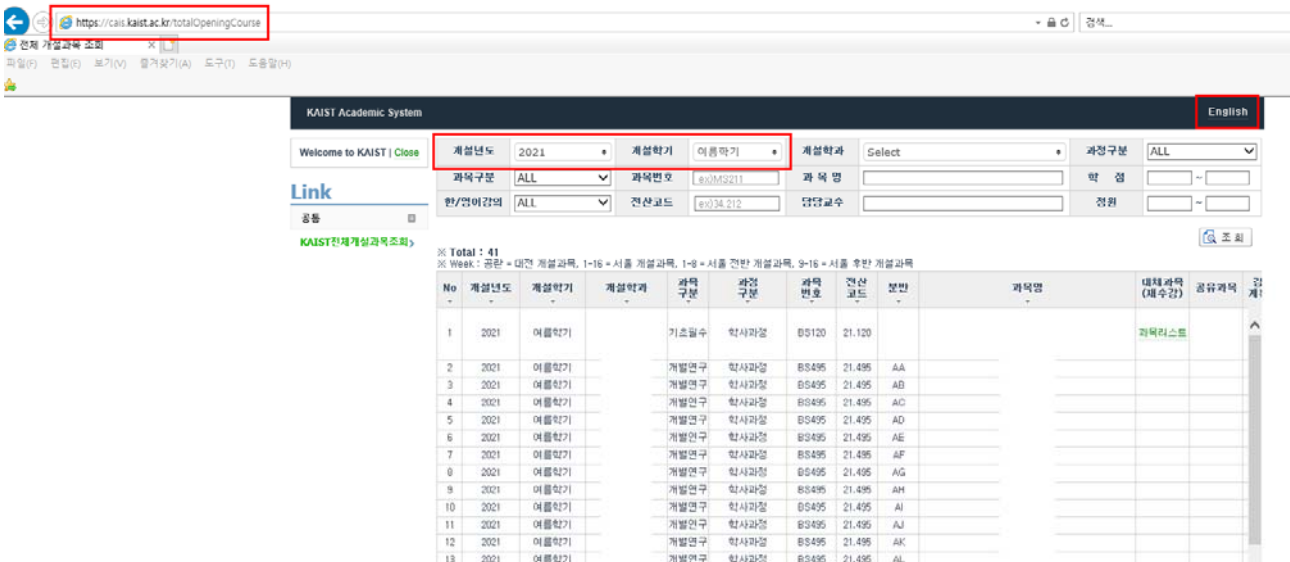 https://cais.kaist.ac.kr/totalOpeningCourse 검색...
전체 개설과목 조회
파일(F) 편집(E) 보기(V) 즐겨찾기(A) 도구(T) 도움말(H)
KAIST Academic System English
Welcome to KAIST | Close 개설년도 2021 개설학기 여름학기 개설학과 Select 과정구분 ALL
과목구분 ALL 과목번호 ex)MS211 과 목 명 학 점 ~
Link
한/영어강의 ALL 전산코드 ex)34.212 담당교수 정원 ~
공통
KAIST전체개설과목조회
조 회
※ Total : 41
※ Week : 공란 = 대전 개설과목, 1-16 = 서울 개설과목, 1-8 = 서울 전반 개설과목, 9-16 = 서울 후반 개설과목
No 개설년도 개설학기 개설학과 과목구분 과정구분 과목번호 전산코드 분반 과목명 대체과목(재수강) 공유과목
1 2021 여름학기 기초필수 학사과정 BS120 21.120 과목리스트
2 2021 여름학기 개별연구 학사과정 BS495 21.495 AA
3 2021 여름학기 개별연구 학사과정 BS495 21.495 AB
4 2021 여름학기 개별연구 학사과정 BS495 21.495 AC
5 2021 여름학기 개별연구 학사과정 BS495 21.495 AD
6 2021 여름학기 개별연구 학사과정 BS495 21.495 AE
7 2021 여름학기 개별연구 학사과정 BS495 21.495 AF
8 2021 여름학기 개별연구 학사과정 BS495 21.495 AG
9 2021 여름학기 개별연구 학사과정 BS495 21.495 AH
10 2021 여름학기 개별연구 학사과정 BS495 21.495 AI
11 2021 여름학기 개별연구 학사과정 BS495 21.495 AJ
12 2021 여름학기 개별연구 학사과정 BS495 21.495 AK
13 2021 여름학기 개별연구 학사과정 BS495 21.495 AL